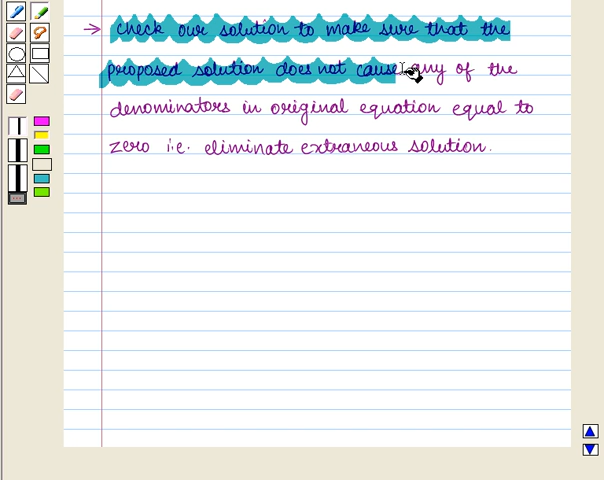 → Check our solution to make sure that the
proposed solution does not cause any of the
denominators in original equation equal to
zero i.e. eliminate extraneous solution.